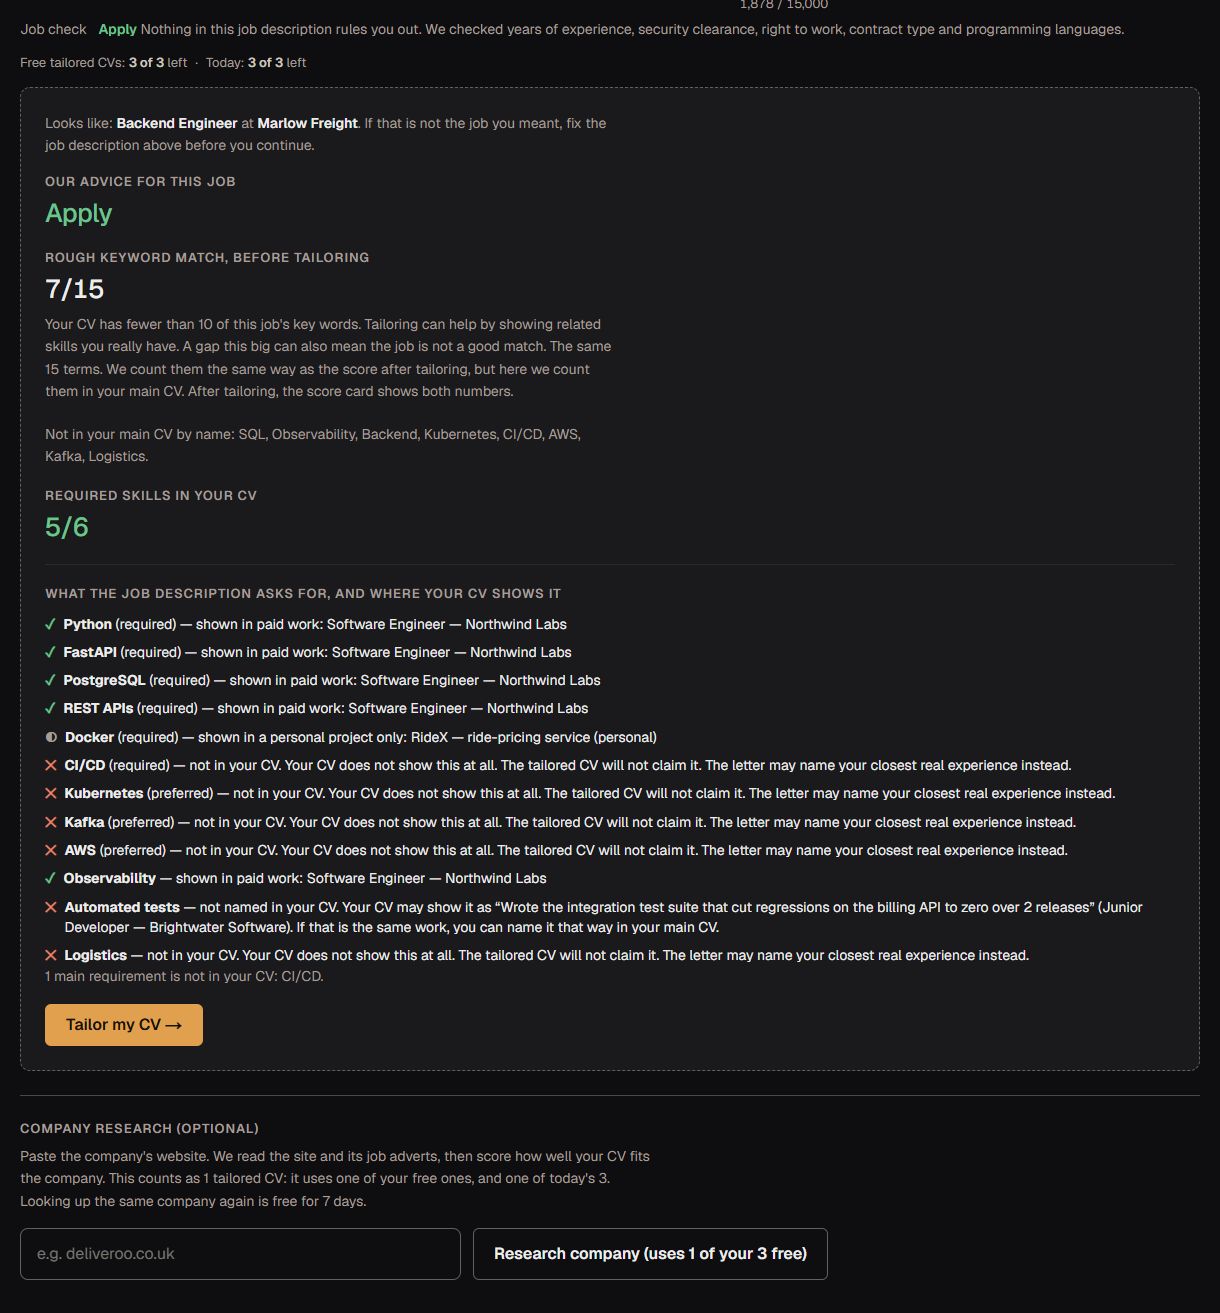 1,878 / 15,000
Job check Apply Nothing in this job description rules you out. We checked years of experience, security clearance, right to work, contract type and programming languages.
Free tailored CVs: 3 of 3 left · Today: 3 of 3 left
Looks like: Backend Engineer at Marlow Freight. If that is not the job you meant, fix the
job description above before you continue.
OUR ADVICE FOR THIS JOB
Apply
ROUGH KEYWORD MATCH, BEFORE TAILORING
7/15
Your CV has fewer than 10 of this job's key words. Tailoring can help by showing related
skills you really have. A gap this big can also mean the job is not a good match. The same
15 terms. We count them the same way as the score after tailoring, but here we count
them in your main CV. After tailoring, the score card shows both numbers.
Not in your main CV by name: SQL, Observability, Backend, Kubernetes, CI/CD, AWS,
Kafka, Logistics.
REQUIRED SKILLS IN YOUR CV
5/6
WHAT THE JOB DESCRIPTION ASKS FOR, AND WHERE YOUR CV SHOWS IT
✓ Python (required) — shown in paid work: Software Engineer — Northwind Labs
✓ FastAPI (required) — shown in paid work: Software Engineer — Northwind Labs
✓ PostgreSQL (required) — shown in paid work: Software Engineer — Northwind Labs
✓ REST APIs (required) — shown in paid work: Software Engineer — Northwind Labs
◐ Docker (required) — shown in a personal project only: RideX — ride-pricing service (personal)
✕ CI/CD (required) — not in your CV. Your CV does not show this at all. The tailored CV will not claim it. The letter may name your closest real experience instead.
✕ Kubernetes (preferred) — not in your CV. Your CV does not show this at all. The tailored CV will not claim it. The letter may name your closest real experience instead.
✕ Kafka (preferred) — not in your CV. Your CV does not show this at all. The tailored CV will not claim it. The letter may name your closest real experience instead.
✕ AWS (preferred) — not in your CV. Your CV does not show this at all. The tailored CV will not claim it. The letter may name your closest real experience instead.
✓ Observability — shown in paid work: Software Engineer — Northwind Labs
✕ Automated tests — not named in your CV. Your CV may show it as “Wrote the integration test suite that cut regressions on the billing API to zero over 2 releases” (Junior
Developer — Brightwater Software). If that is the same work, you can name it that way in your main CV.
✕ Logistics — not in your CV. Your CV does not show this at all. The tailored CV will not claim it. The letter may name your closest real experience instead.
1 main requirement is not in your CV: CI/CD.
Tailor my CV →
COMPANY RESEARCH (OPTIONAL)
Paste the company's website. We read the site and its job adverts, then score how well your CV fits
the company. This counts as 1 tailored CV: it uses one of your free ones, and one of today's 3.
Looking up the same company again is free for 7 days.
e.g. deliveroo.co.uk
Research company (uses 1 of your 3 free)